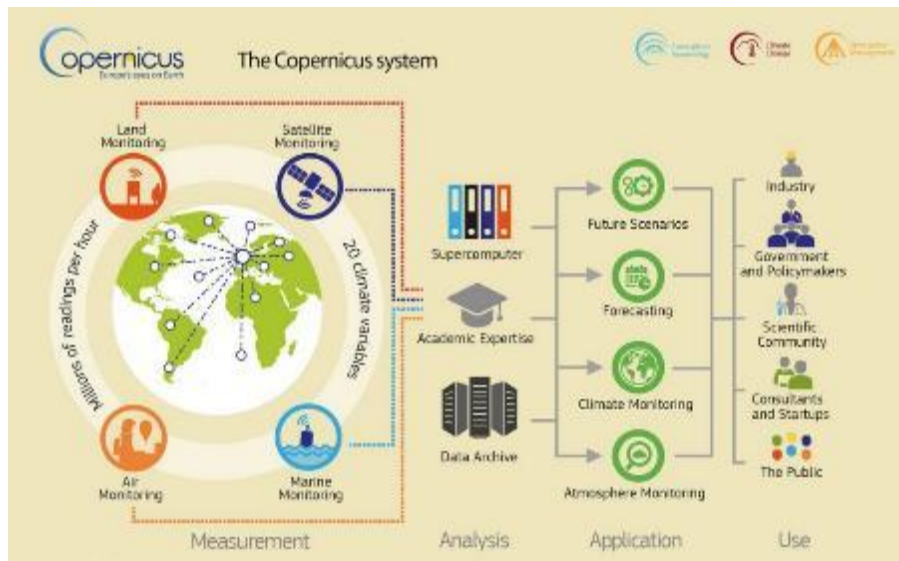 Copernicus
Europe's eyes on Earth
The Copernicus system
Climate
Change
Land
Monitoring
Satellite
Monitoring
Millions of readings per hour
20 climate variables
Air
Monitoring
Marine
Monitoring
Measurement
Supercomputer
Academic Expertise
Data Archive
Analysis
Future Scenarios
Forecasting
Climate Monitoring
Atmosphere Monitoring
Application
Industry
Government
and Policymakers
Scientific
Community
Consultants
and Startups
The Public
Use